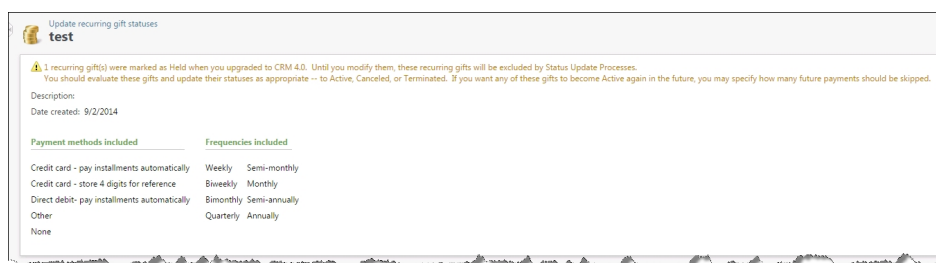 Update recurring gift statuses
test
1 recurring gift(s) were marked as Held when you upgraded to CRM 4.0. Until you modify them, these recurring gifts will be excluded by Status Update Processes.
You should evaluate these gifts and update their statuses as appropriate -- to Active, Canceled, or Terminated. If you want any of these gifts to become Active again in the future, you may specify how many future payments should be skipped.
Description:
Date created: 9/2/2014
Payment methods included Frequencies included
Credit card - pay installments automatically Weekly Semi-monthly
Credit card - store 4 digits for reference Biweekly Monthly
Direct debit- pay installments automatically Bimonthly Semi-annually
Other Quarterly Annually
None